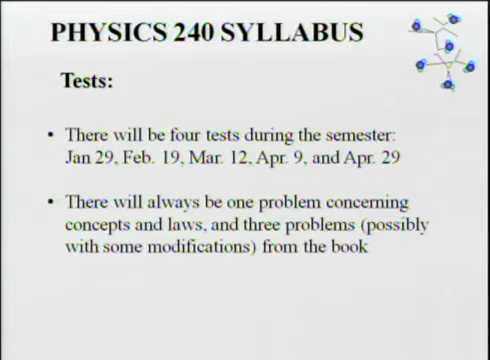 PHYSICS 240 SYLLABUS
Tests:
• There will be four tests during the semester:
Jan 29, Feb. 19, Mar. 12, Apr. 9, and Apr. 29
• There will always be one problem concerning
concepts and laws, and three problems (possibly
with some modifications) from the book